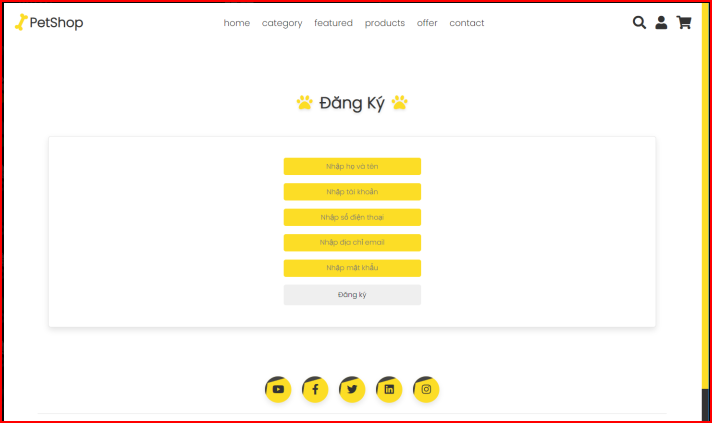 PetShop
home category featured products offer contact
Đăng Ký
Nhập họ và tên
Nhập tài khoản
Nhập số điện thoại
Nhập địa chỉ email
Nhập mật khẩu
Đăng ký